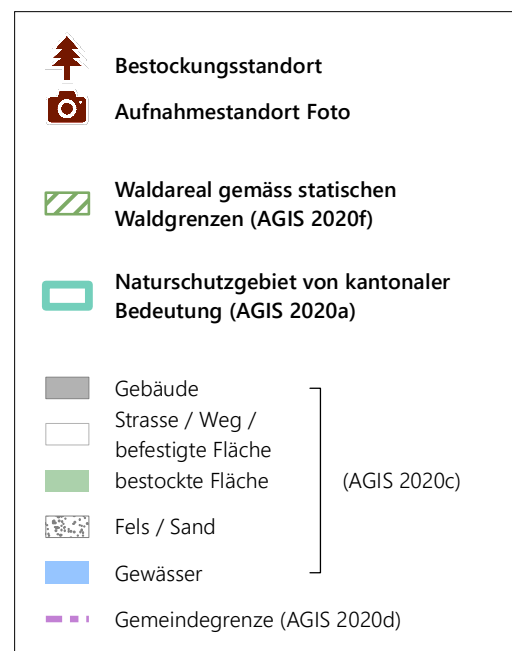 Bestockungsstandort
Aufnahmestandort Foto
Waldareal gemäss statischen
Waldgrenzen (AGIS 2020f)
Naturschutzgebiet von kantonaler
Bedeutung (AGIS 2020a)
Gebäude
Strasse / Weg /
befestigte Fläche
bestockte Fläche
(AGIS 2020c)
Fels / Sand
Gewässer
Gemeindegrenze (AGIS 2020d)